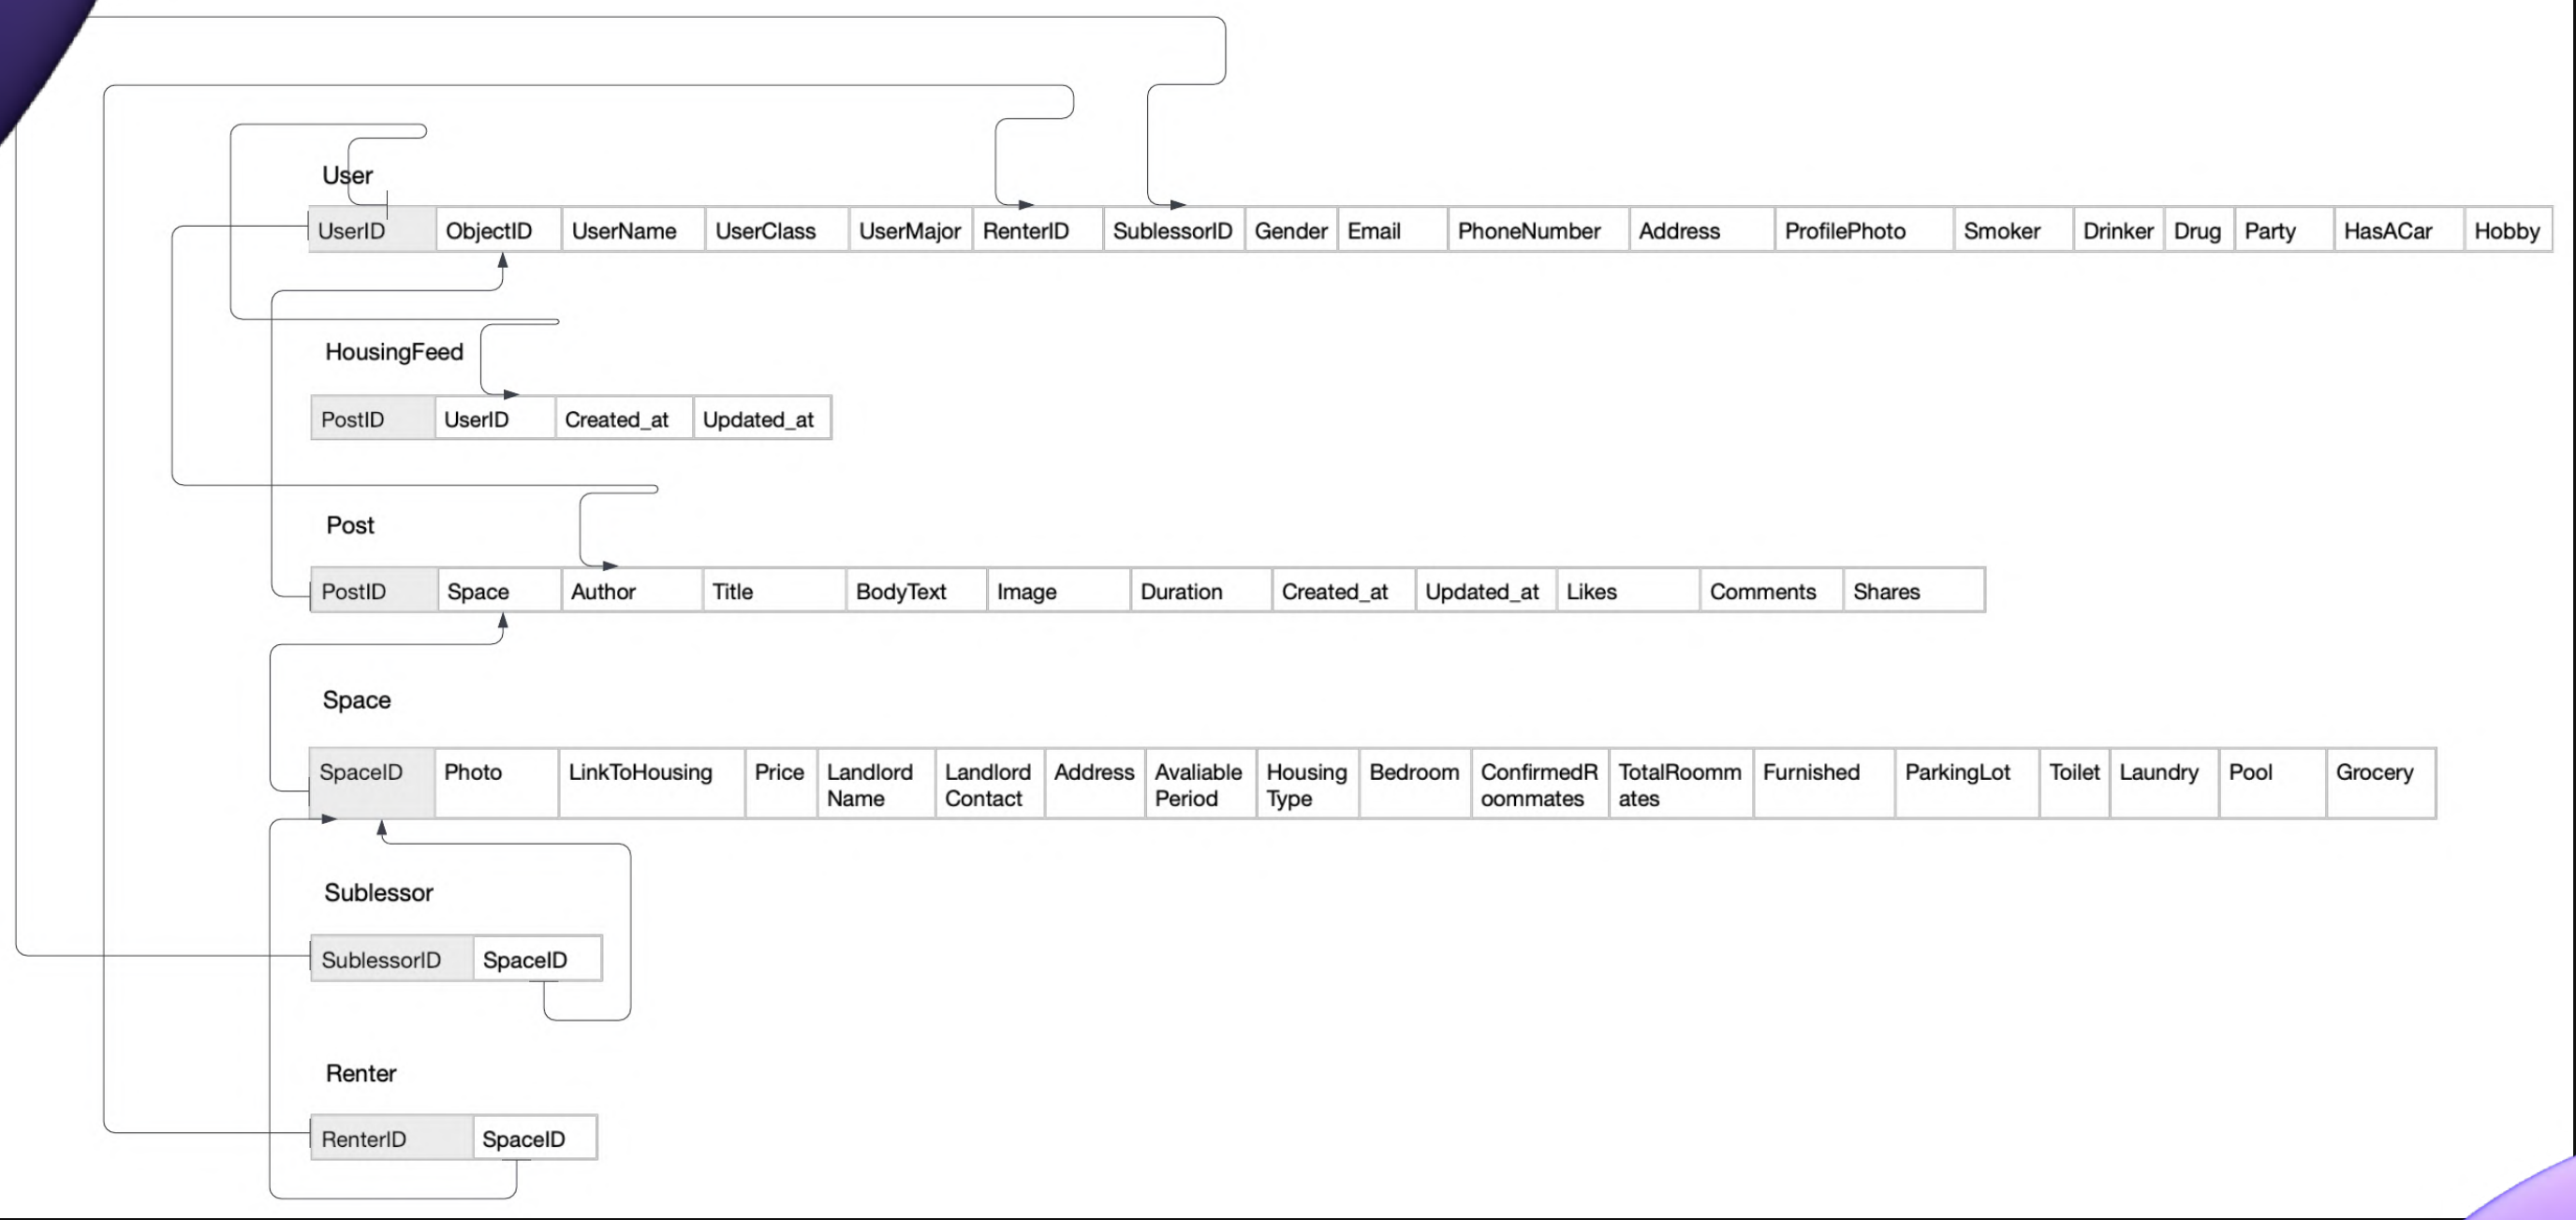 User
UserID ObjectID UserName UserClass UserMajor RenterID SublessorID Gender Email PhoneNumber Address ProfilePhoto Smoker Drinker Drug Party HasACar Hobby
HousingFeed
PostID UserID Created_at Updated_at
Post
PostID Space Author Title BodyText Image Duration Created_at Updated_at Likes Comments Shares
Space
SpaceID Photo LinkToHousing Price Landlord Landlord Address Avaliable Housing Bedroom ConfirmedR TotalRoomm Furnished ParkingLot Toilet Laundry Pool Grocery
Name Contact Period Type oommates ates
Sublessor
SublessorID SpaceID
Renter
RenterID SpaceID